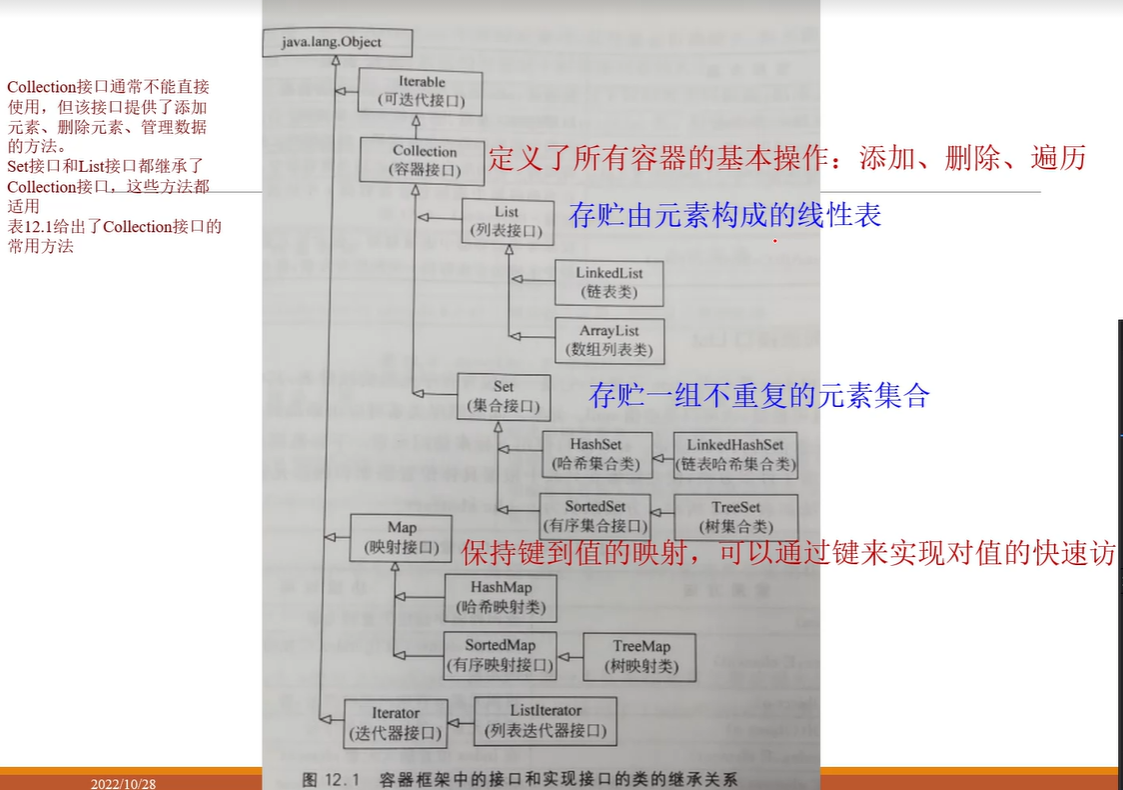 Collection接口通常不能直接
使用，但该接口提供了添加
元素、删除元素、管理数据
的方法。
Set接口和List接口都继承了
Collection接口，这些方法都
适用
表12.1给出了Collection接口的
常用方法
java.lang.Object
Iterable
(可迭代接口)
Collection
(容器接口)
定义了所有容器的基本操作：添加、删除、遍历
List
(列表接口)
存贮由元素构成的线性表
LinkedList
(链表类)
ArrayList
(数组列表类)
Set
(集合接口)
存贮一组不重复的元素集合
HashSet
(哈希集合类)
LinkedHashSet
(链表哈希集合类)
SortedSet
(有序集合接口)
TreeSet
(树集合类)
Map
(映射接口)
保持键到值的映射，可以通过键来实现对值的快速访
HashMap
(哈希映射类)
SortedMap
(有序映射接口)
TreeMap
(树映射类)
Iterator
(迭代器接口)
ListIterator
(列表迭代器接口)
图 12.1 容器框架中的接口和实现接口的类的继承关系
2022/10/28